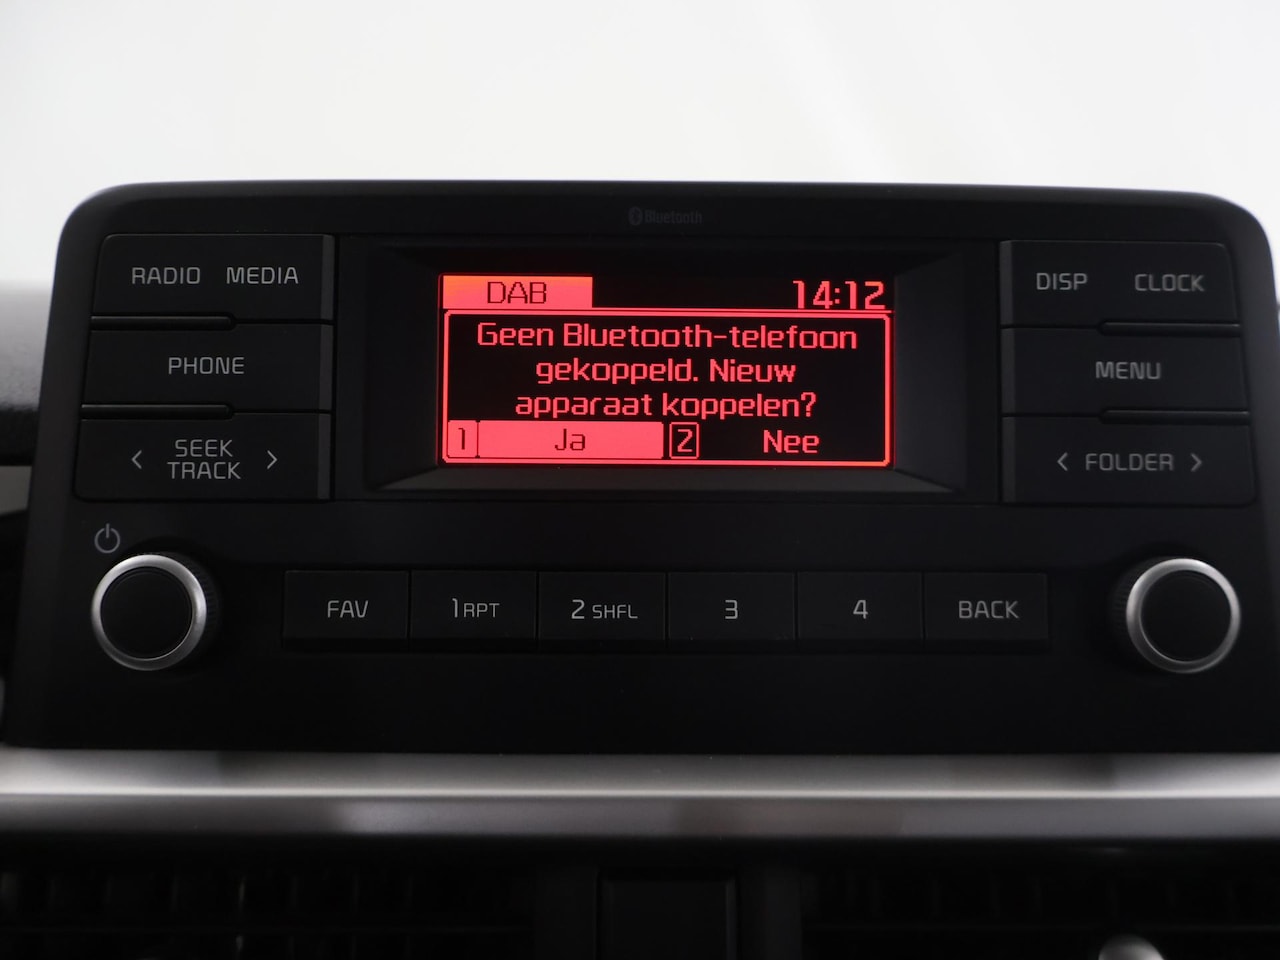 Bluetooth
RADIO MEDIA
PHONE
< SEEK TRACK >
DAB 14:12
Geen Bluetooth-telefoon
gekoppeld. Nieuw
apparaat koppelen?
1 Ja 2 Nee
DISP CLOCK
MENU
< FOLDER >
FAV 1 RPT 2 SHFL 3 4 BACK